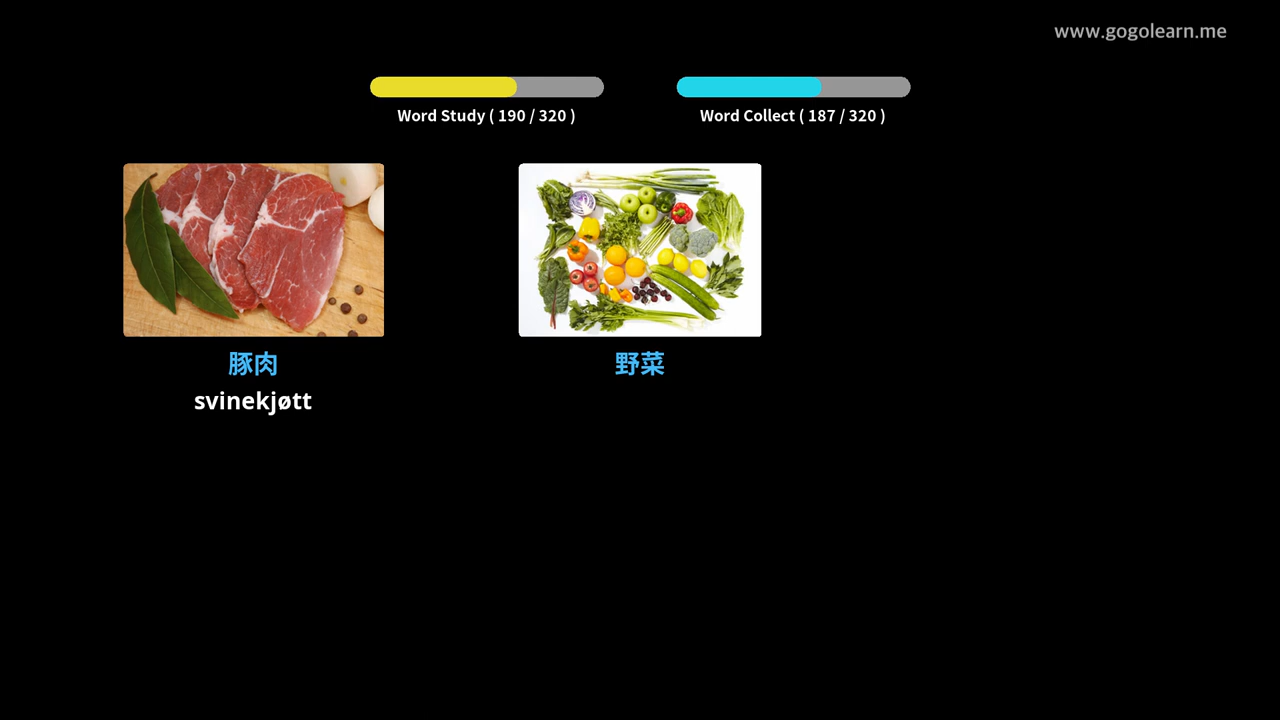 www.gogolearn.me
Word Study ( 190 / 320 )
Word Collect ( 187 / 320 )
豚肉
野菜
svinekjøtt